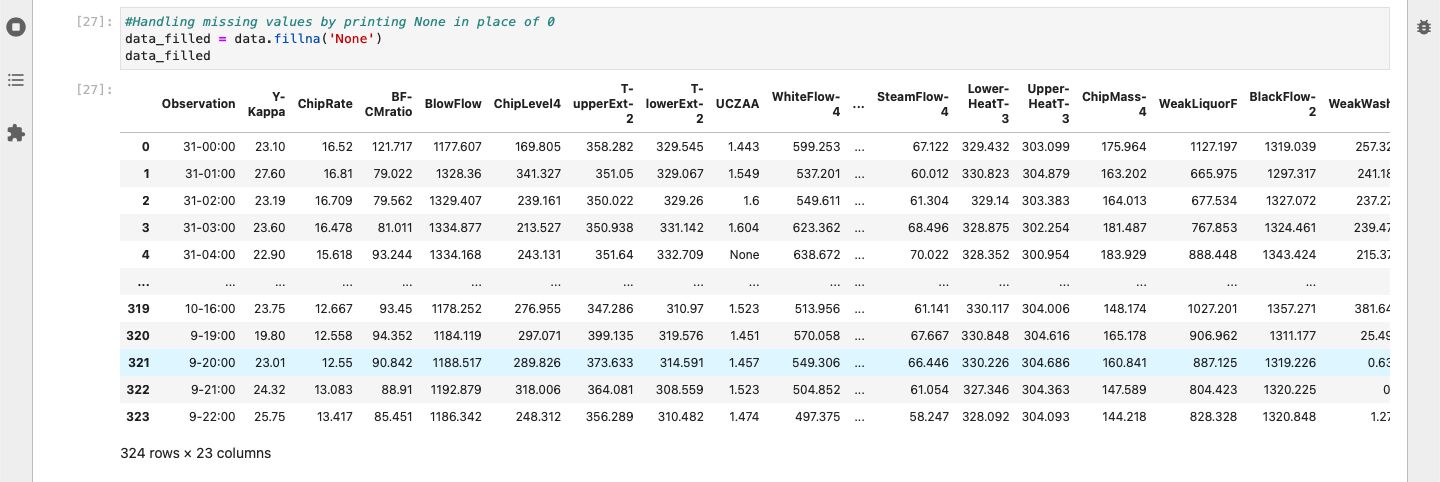 [27]: #Handling missing values by printing None in place of 0
data_filled = data.fillna('None')
data_filled
[27]:
Observation Y-Kappa ChipRate BF-CMratio BlowFlow ChipLevel4 T-upperExt-2 T-lowerExt-2 UCZAA WhiteFlow-4 ... SteamFlow-4 Lower-HeatT-3 Upper-HeatT-3 ChipMass-4 WeakLiquorF BlackFlow-2 WeakWash
0 31-00:00 23.10 16.52 121.717 1177.607 169.805 358.282 329.545 1.443 599.253 ... 67.122 329.432 303.099 175.964 1127.197 1319.039 257.32
1 31-01:00 27.60 16.81 79.022 1328.36 341.327 351.05 329.067 1.549 537.201 ... 60.012 330.823 304.879 163.202 665.975 1297.317 241.18
2 31-02:00 23.19 16.709 79.562 1329.407 239.161 350.022 329.26 1.6 549.611 ... 61.304 329.14 303.383 164.013 677.534 1327.072 237.27
3 31-03:00 23.60 16.478 81.011 1334.877 213.527 350.938 331.142 1.604 623.362 ... 68.496 328.875 302.254 181.487 767.853 1324.461 239.47
4 31-04:00 22.90 15.618 93.244 1334.168 243.131 351.64 332.709 None 638.672 ... 70.022 328.352 300.954 183.929 888.448 1343.424 215.37
... ... ... ... ... ... ... ... ... ... ... ... ... ... ... ... ... ...
319 10-16:00 23.75 12.667 93.45 1178.252 276.955 347.286 310.97 1.523 513.956 ... 61.141 330.117 304.006 148.174 1027.201 1357.271 381.64
320 9-19:00 19.80 12.558 94.352 1184.119 297.071 399.135 319.576 1.451 570.058 ... 67.667 330.848 304.616 165.178 906.962 1311.177 25.49
321 9-20:00 23.01 12.55 90.842 1188.517 289.826 373.633 314.591 1.457 549.306 ... 66.446 330.226 304.686 160.841 887.125 1319.226 0.63
322 9-21:00 24.32 13.083 88.91 1192.879 318.006 364.081 308.559 1.523 504.852 ... 61.054 327.346 304.363 147.589 804.423 1320.225 0
323 9-22:00 25.75 13.417 85.451 1186.342 248.312 356.289 310.482 1.474 497.375 ... 58.247 328.092 304.093 144.218 828.328 1320.848 1.27
324 rows × 23 columns